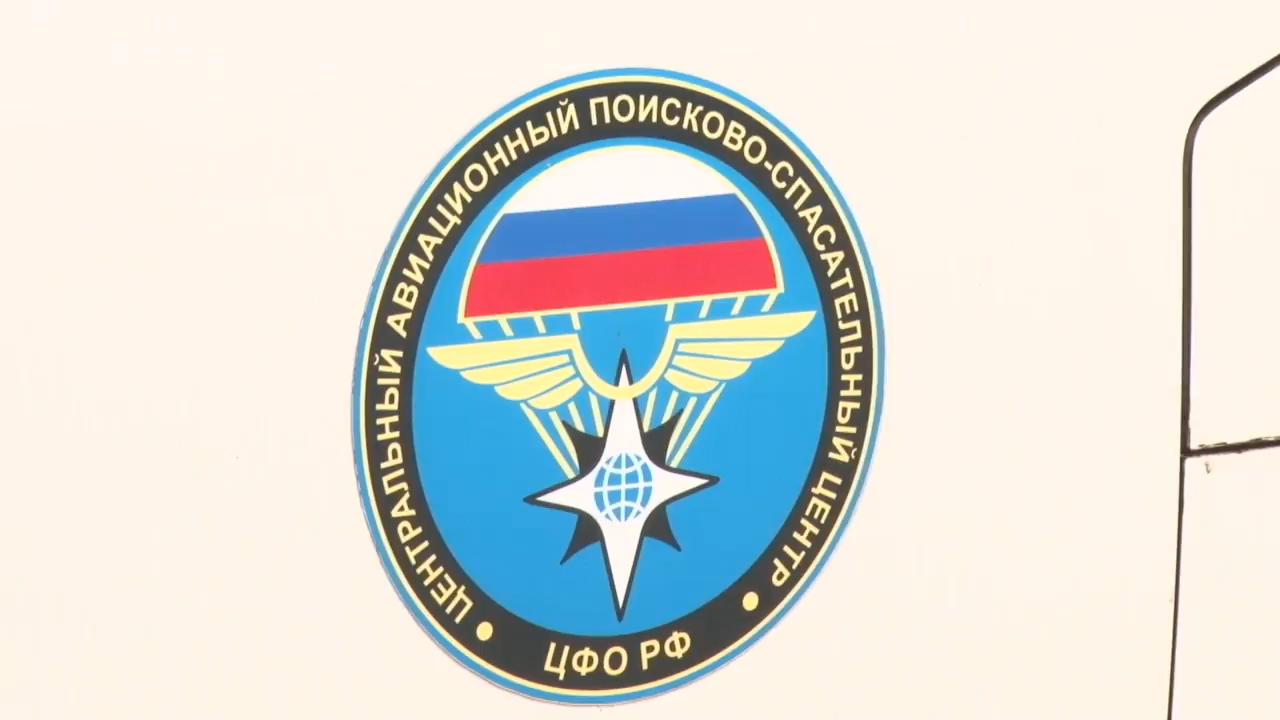 ЦЕНТРАЛЬНЫЙ АВИАЦИОННЫЙ ПОИСКОВО-СПАСАТЕЛЬНЫЙ ЦЕНТР
ЦФО РФ